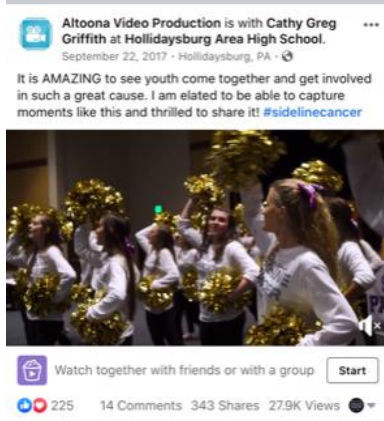 Altoona Video Production is with Cathy Greg
Griffith at Hollidaysburg Area High School.
September 22, 2017 · Hollidaysburg, PA ·
It is AMAZING to see youth come together and get involved
in such a great cause. I am elated to be able to capture
moments like this and thrilled to share it! #sidelinecancer
Watch together with friends or with a group
Start
225 14 Comments 343 Shares 27.9K Views